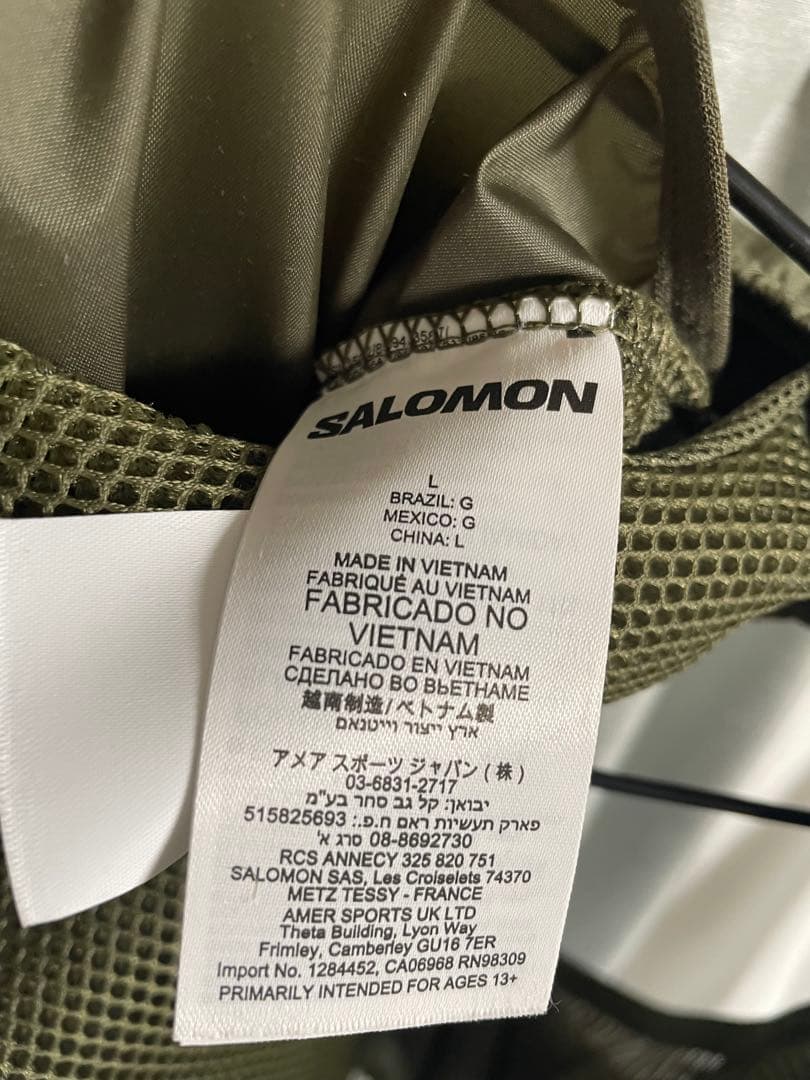 SALOMON
L
BRAZIL: G
MEXICO: G
CHINA: L
MADE IN VIETNAM
FABRIQUÉ AU VIETNAM
FABRICADO NO
VIETNAM
FABRICADO EN VIETNAM
СДЕЛАНО ВО ВЬЕТНАМЕ
越南制造/ベトナム製
ארץ ייצור וייטנאם
アメア スポーツ ジャパン ( 株 )
03-6831-2717
יבואן: קל גב סחר בע"מ
פארק תעשיות ראם ח.פ.: 515825693
08-8692730 סרג א'
RCS ANNECY 325 820 751
SALOMON SAS, Les Croiselets 74370
METZ TESSY - FRANCE
AMER SPORTS UK LTD
Theta Building, Lyon Way
Frimley, Camberley GU16 7ER
Import No. 1284452, CA06968 RN98309
PRIMARILY INTENDED FOR AGES 13+